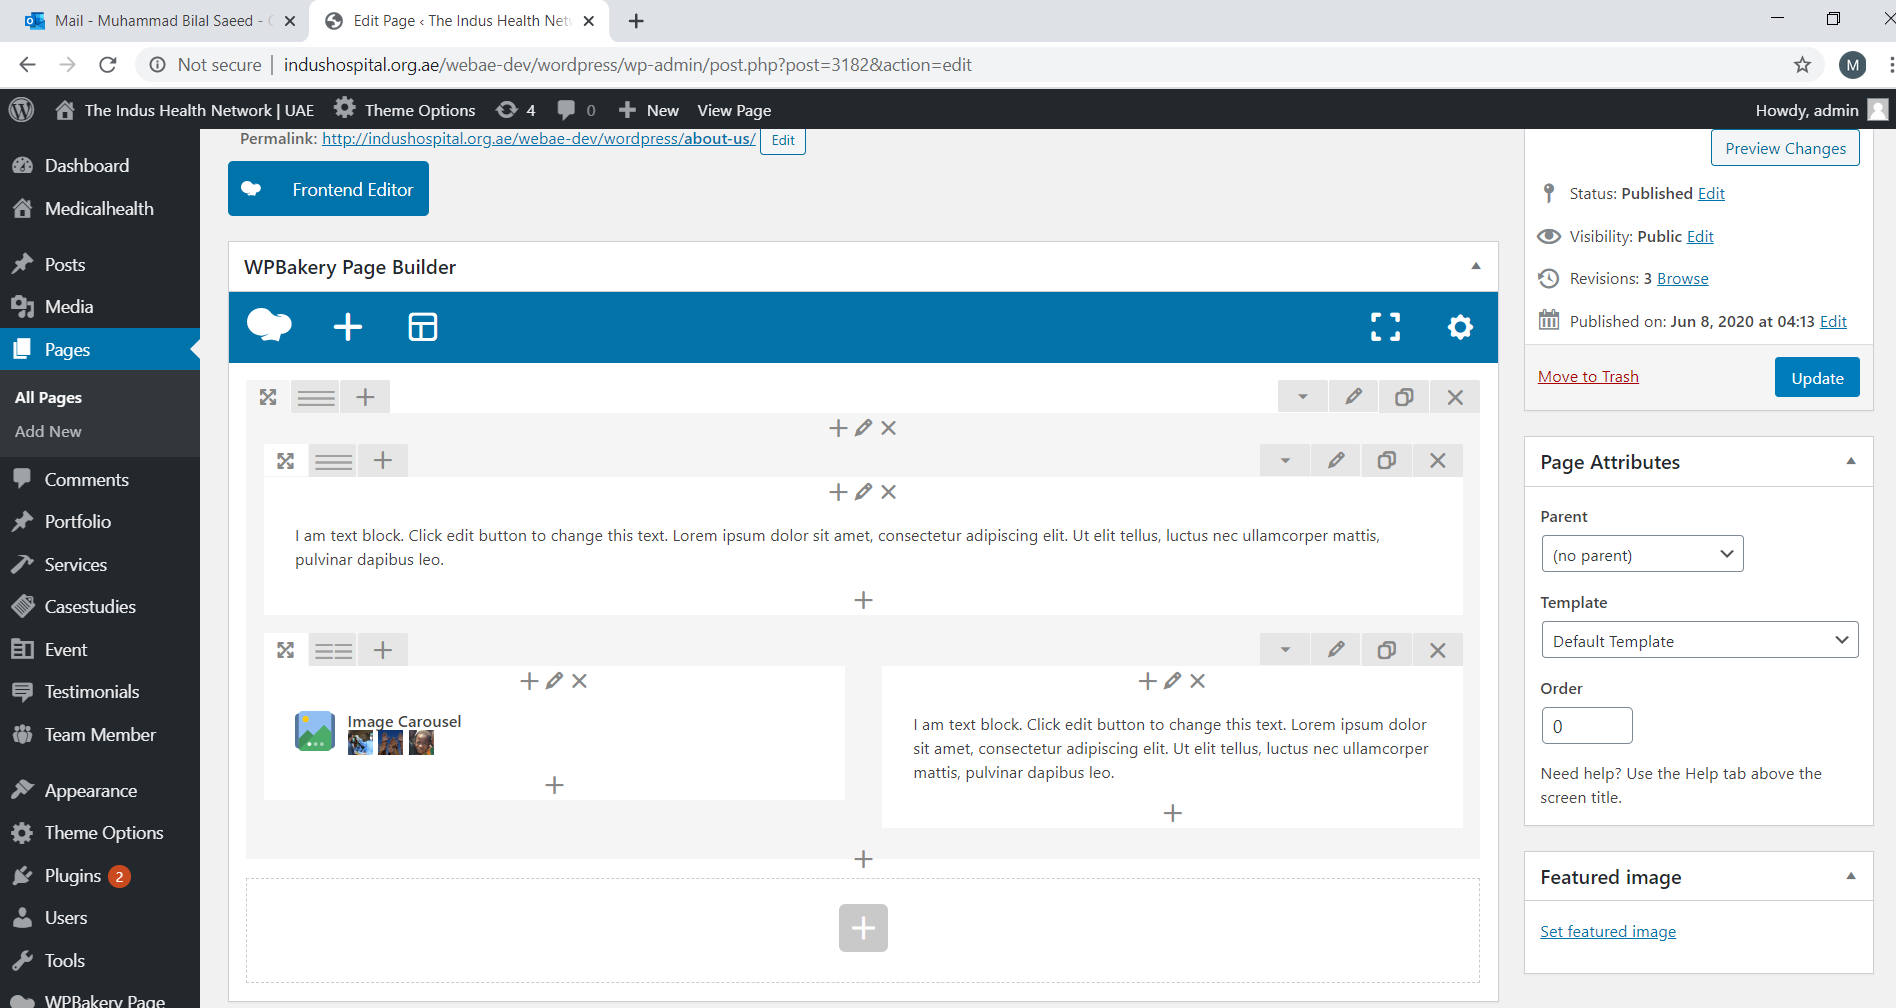 Mail - Muhammad Bilal Saeed -
Edit Page ‹ The Indus Health Net
Not secure | indushospital.org.ae/webae-dev/wordpress/wp-admin/post.php?post=3182&action=edit
M
The Indus Health Network | UAE
Theme Options
4
0
New
View Page
Howdy, admin
Dashboard
Medicalhealth
Posts
Media
Pages
All Pages
Add New
Comments
Portfolio
Services
Casestudies
Event
Testimonials
Team Member
Appearance
Theme Options
Plugins 2
Users
Tools
WPBakery Page
Permalink: http://indushospital.org.ae/webae-dev/wordpress/about-us/ Edit
Frontend Editor
WPBakery Page Builder
I am text block. Click edit button to change this text. Lorem ipsum dolor sit amet, consectetur adipiscing elit. Ut elit tellus, luctus nec ullamcorper mattis,
pulvinar dapibus leo.
Image Carousel
I am text block. Click edit button to change this text. Lorem ipsum dolor
sit amet, consectetur adipiscing elit. Ut elit tellus, luctus nec ullamcorper
mattis, pulvinar dapibus leo.
Preview Changes
Status: Published Edit
Visibility: Public Edit
Revisions: 3 Browse
Published on: Jun 8, 2020 at 04:13 Edit
Move to Trash
Update
Page Attributes
Parent
(no parent)
Template
Default Template
Order
0
Need help? Use the Help tab above the
screen title.
Featured image
Set featured image